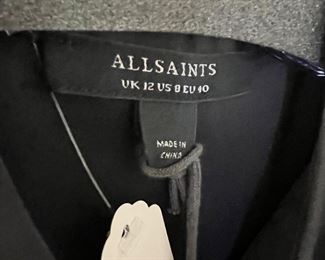 ALLSAINTS
UK 12 US 8 EU 40
MADE IN
CHINA